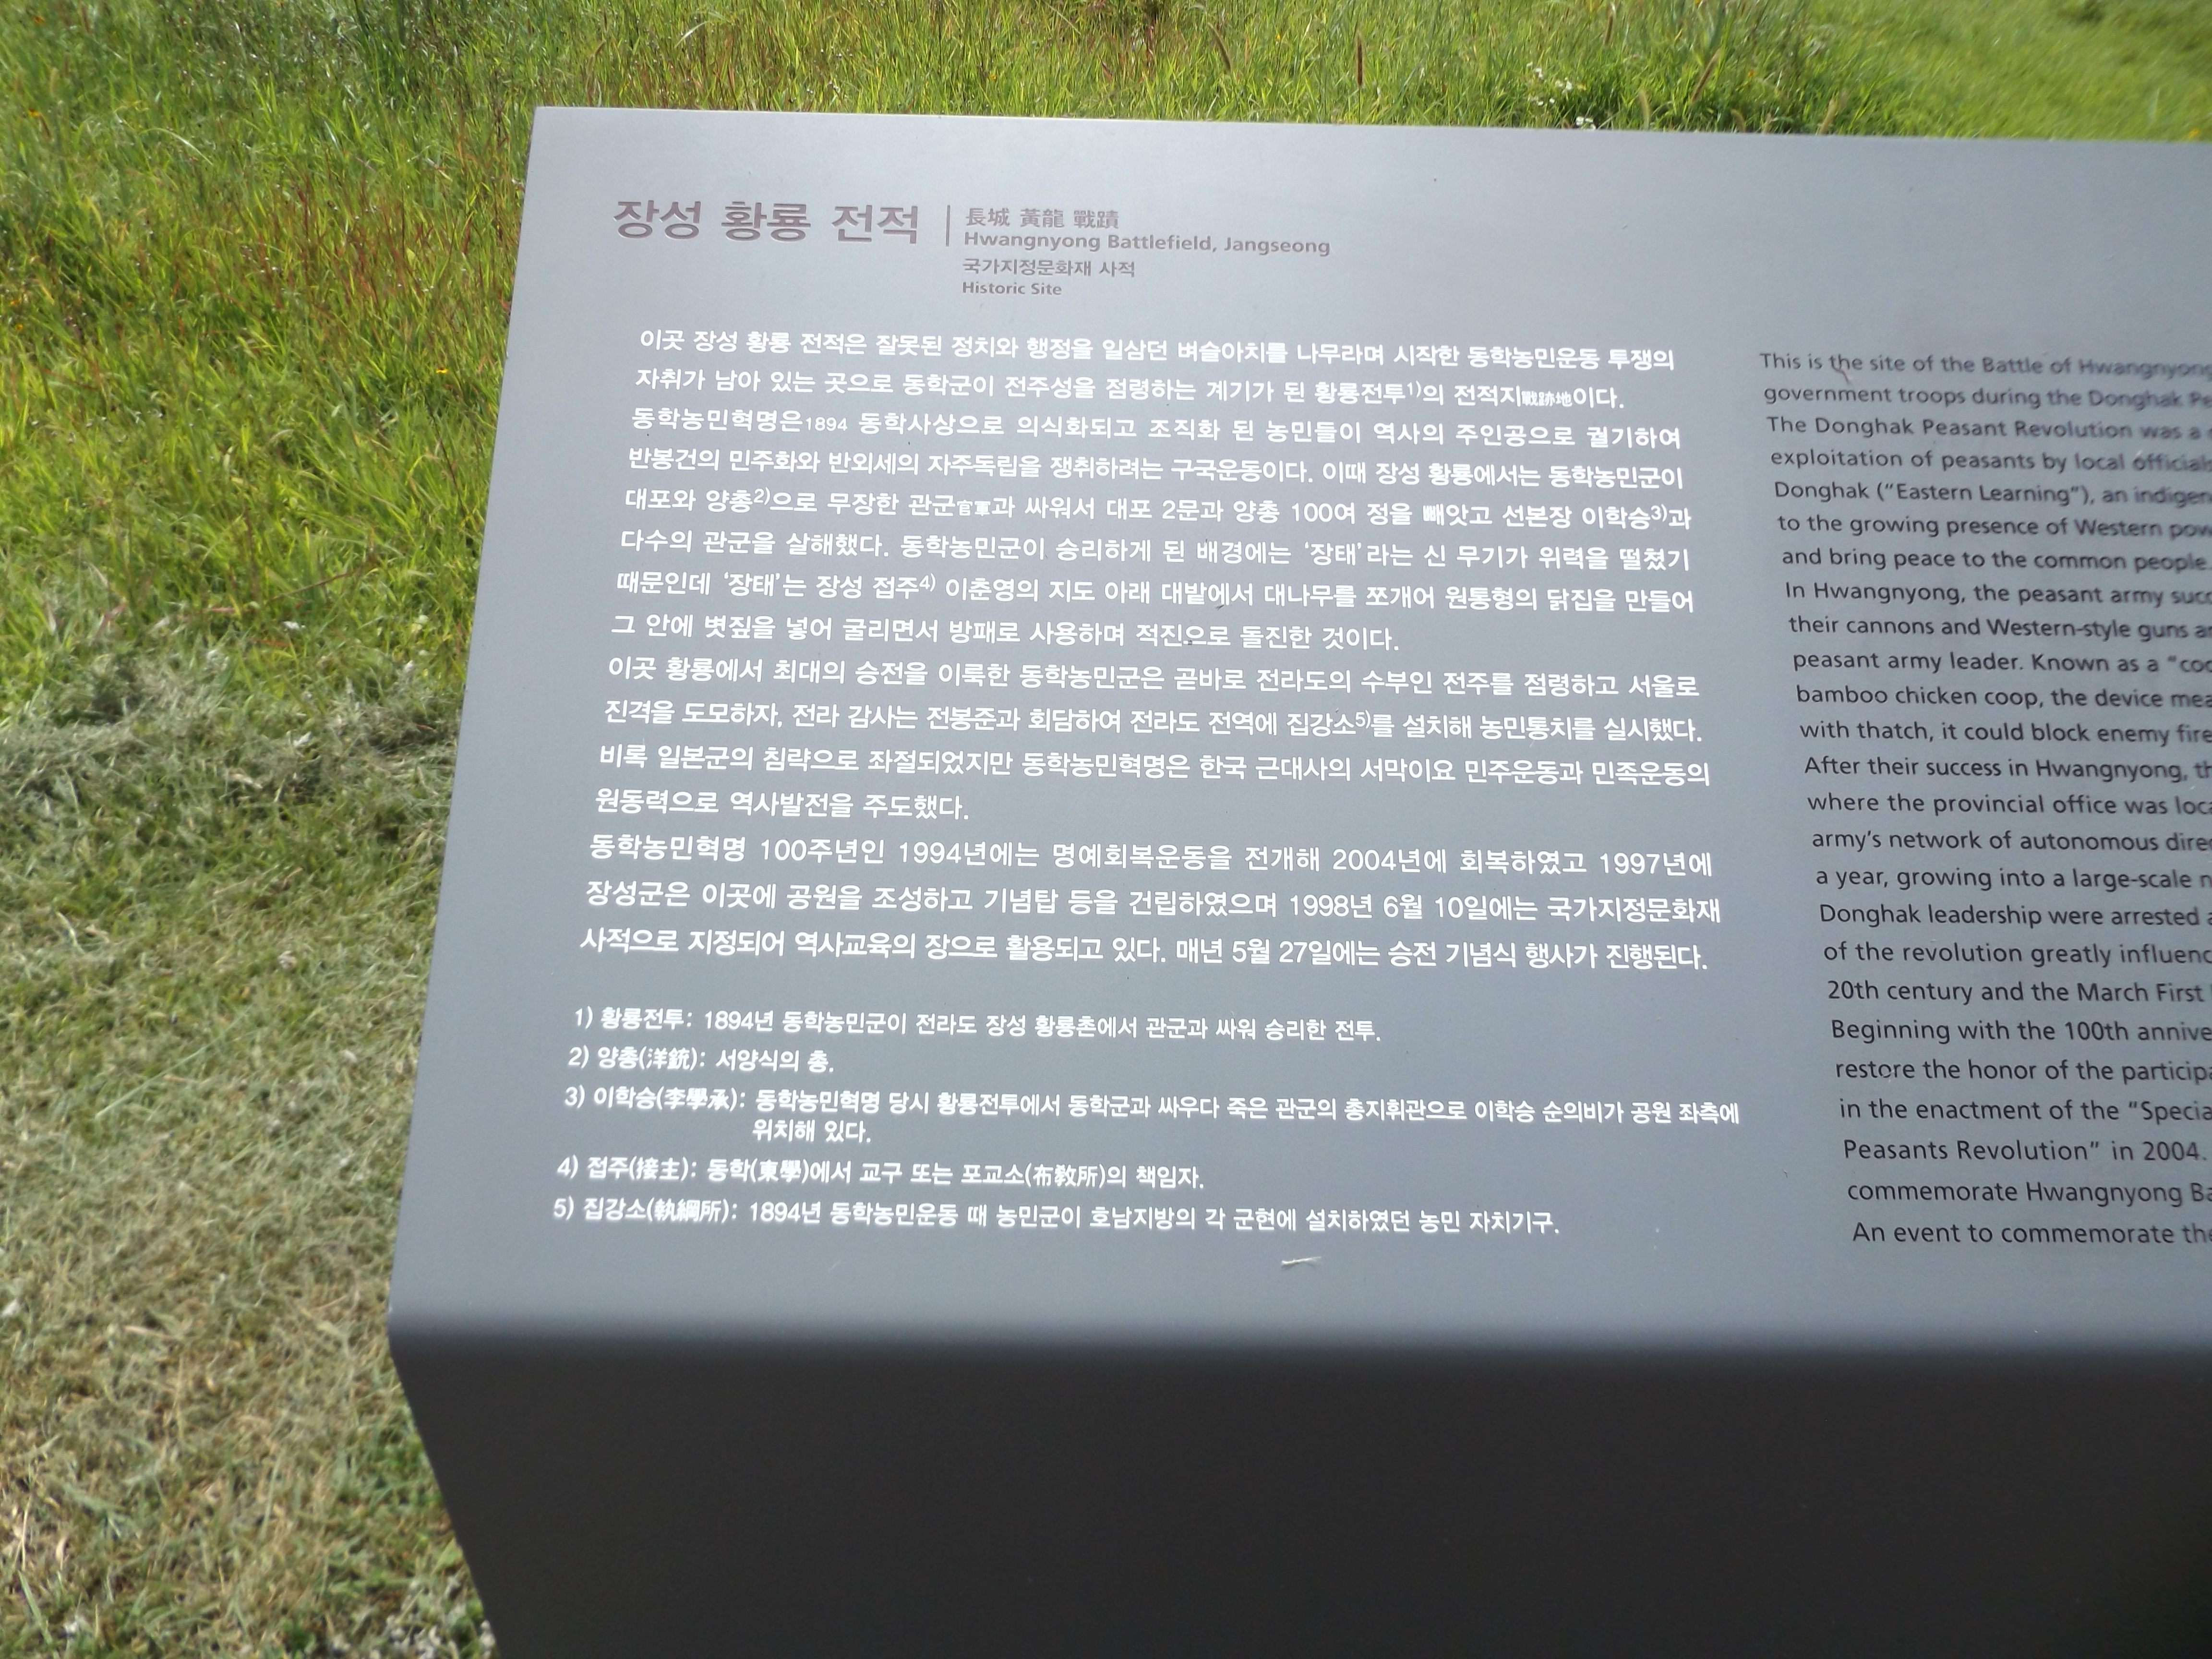 장성 황룡 전적
長城 黃龍 戰蹟
Hwangnyong Battlefield, Jangseong
국가지정문화재 사적
Historic Site
이곳 장성 황룡 전적은 잘못된 정치와 행정을 일삼던 벼슬아치를 나무라며 시작한 동학농민운동 투쟁의
자취가 남아 있는 곳으로 동학군이 전주성을 점령하는 계기가 된 황룡전투1)의 전적지戰跡地이다.
동학농민혁명은1894 동학사상으로 의식화되고 조직화 된 농민들이 역사의 주인공으로 궐기하여
반봉건의 민주화와 반외세의 자주독립을 쟁취하려는 구국운동이다. 이때 장성 황룡에서는 동학농민군이
대포와 양총2)으로 무장한 관군官軍과 싸워서 대포 2문과 양총 100여 정을 빼앗고 선본장 이학승3)과
다수의 관군을 살해했다. 동학농민군이 승리하게 된 배경에는 ‘장태’라는 신 무기가 위력을 떨쳤기
때문인데 ‘장태’는 장성 접주4) 이춘영의 지도 아래 대밭에서 대나무를 쪼개어 원통형의 닭집을 만들어
그 안에 볏짚을 넣어 굴리면서 방패로 사용하며 적진으로 돌진한 것이다.
이곳 황룡에서 최대의 승전을 이룩한 동학농민군은 곧바로 전라도의 수부인 전주를 점령하고 서울로
진격을 도모하자, 전라 감사는 전봉준과 회담하여 전라도 전역에 집강소5)를 설치해 농민통치를 실시했다.
비록 일본군의 침략으로 좌절되었지만 동학농민혁명은 한국 근대사의 서막이요 민주운동과 민족운동의
원동력으로 역사발전을 주도했다.
동학농민혁명 100주년인 1994년에는 명예회복운동을 전개해 2004년에 회복하였고 1997년에
장성군은 이곳에 공원을 조성하고 기념탑 등을 건립하였으며 1998년 6월 10일에는 국가지정문화재
사적으로 지정되어 역사교육의 장으로 활용되고 있다. 매년 5월 27일에는 승전 기념식 행사가 진행된다.
1) 황룡전투: 1894년 동학농민군이 전라도 장성 황룡촌에서 관군과 싸워 승리한 전투.
2) 양총(洋銃): 서양식의 총.
3) 이학승(李學承): 동학농민혁명 당시 황룡전투에서 동학군과 싸우다 죽은 관군의 총지휘관으로 이학승 순의비가 공원 좌측에
위치해 있다.
4) 접주(接主): 동학(東學)에서 교구 또는 포교소(布敎所)의 책임자.
5) 집강소(執綱所): 1894년 동학농민운동 때 농민군이 호남지방의 각 군현에 설치하였던 농민 자치기구.
This is the site of the Battle of Hwangnyong
government troops during the Donghak Pe
The Donghak Peasant Revolution was a
exploitation of peasants by local official
Donghak (“Eastern Learning”), an indigen
to the growing presence of Western pow
and bring peace to the common people.
In Hwangnyong, the peasant army succ
their cannons and Western-style guns a
peasant army leader. Known as a “coo
bamboo chicken coop, the device mea
with thatch, it could block enemy fire
After their success in Hwangnyong, th
where the provincial office was loca
army’s network of autonomous direc
a year, growing into a large-scale n
Donghak leadership were arrested a
of the revolution greatly influenc
20th century and the March First
Beginning with the 100th annive
restore the honor of the participa
in the enactment of the “Specia
Peasants Revolution” in 2004.
commemorate Hwangnyong Ba
An event to commemorate the